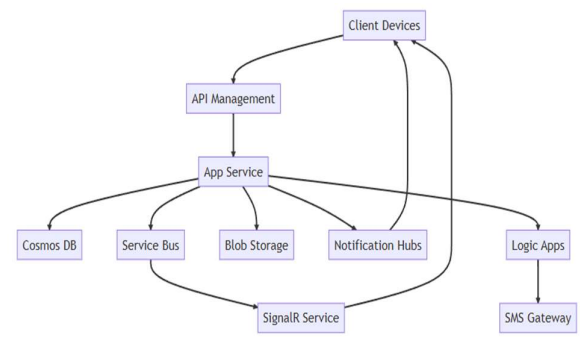 Client Devices
API Management
App Service
Cosmos DB
Service Bus
Blob Storage
Notification Hubs
Logic Apps
SignalR Service
SMS Gateway